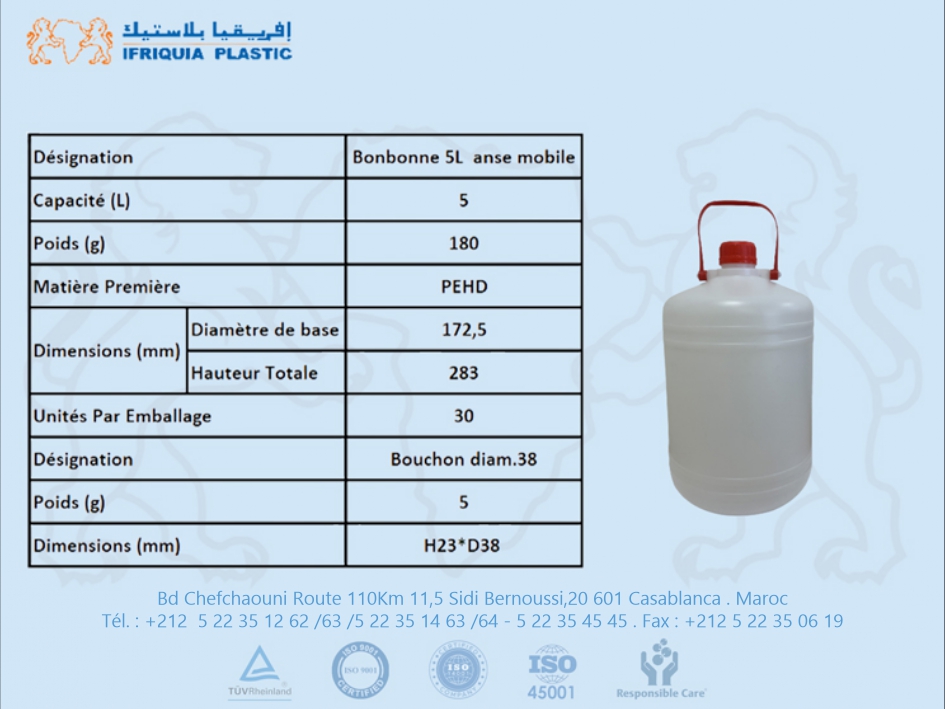 إفريقيا بلاستيك
IFRIQUIA PLASTIC
Désignation Bonbonne 5L anse mobile
Capacité (L) 5
Poids (g) 180
Matière Première PEHD
Dimensions (mm) Diamètre de base 172,5
Hauteur Totale 283
Unités Par Emballage 30
Désignation Bouchon diam.38
Poids (g) 5
Dimensions (mm) H23*D38
Bd Chefchaouni Route 110Km 11,5 Sidi Bernoussi,20 601 Casablanca . Maroc
Tél. : +212 5 22 35 12 62 /63 /5 22 35 14 63 /64 - 5 22 35 45 45 . Fax : +212 5 22 35 06 19
TÜVRheinland
ISO 9001
ISO 9001
CERTIFIED
CERTIFIED
ISO
COMPANY
ISO
45001
Responsible Care